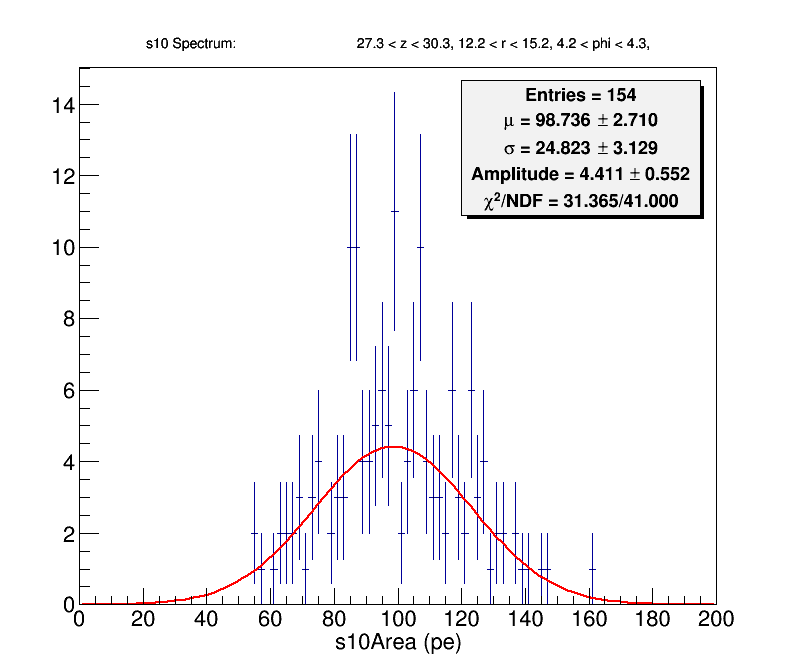 s10 Spectrum: 27.3 < z < 30.3, 12.2 < r < 15.2, 4.2 < phi < 4.3,
Entries = 154
μ = 98.736 ± 2.710
σ = 24.823 ± 3.129
Amplitude = 4.411 ± 0.552
χ²/NDF = 31.365/41.000
14
12
10
8
6
4
2
0
0 20 40 60 80 100 120 140 160 180 200
s10Area (pe)